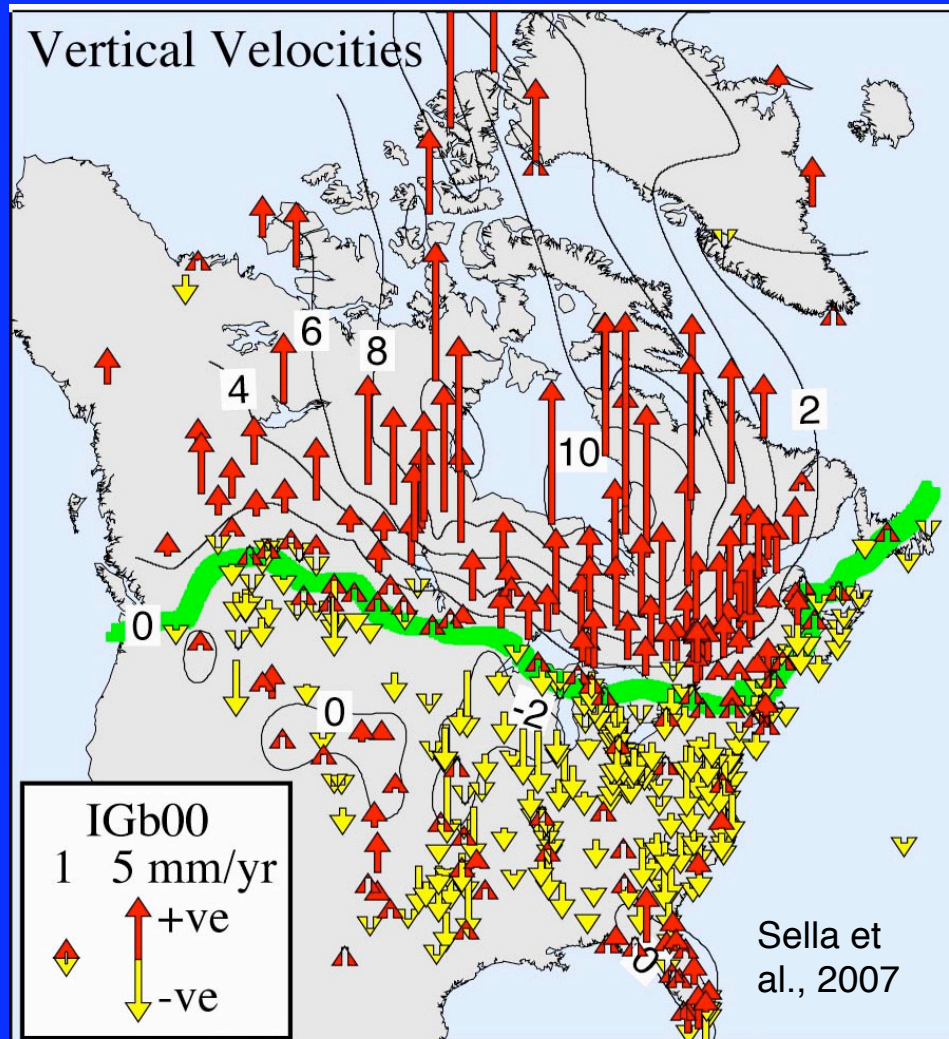 Vertical Velocities
6
8
4
2
10
0
0
-2
IGb00
1 5 mm/yr
+ve
-ve
0
Sella et
al., 2007